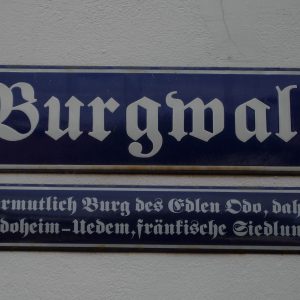 Burgwal
rmutlich Burg des Edlen Odo, dah
doheim-Uedem, fränkische Siedlun